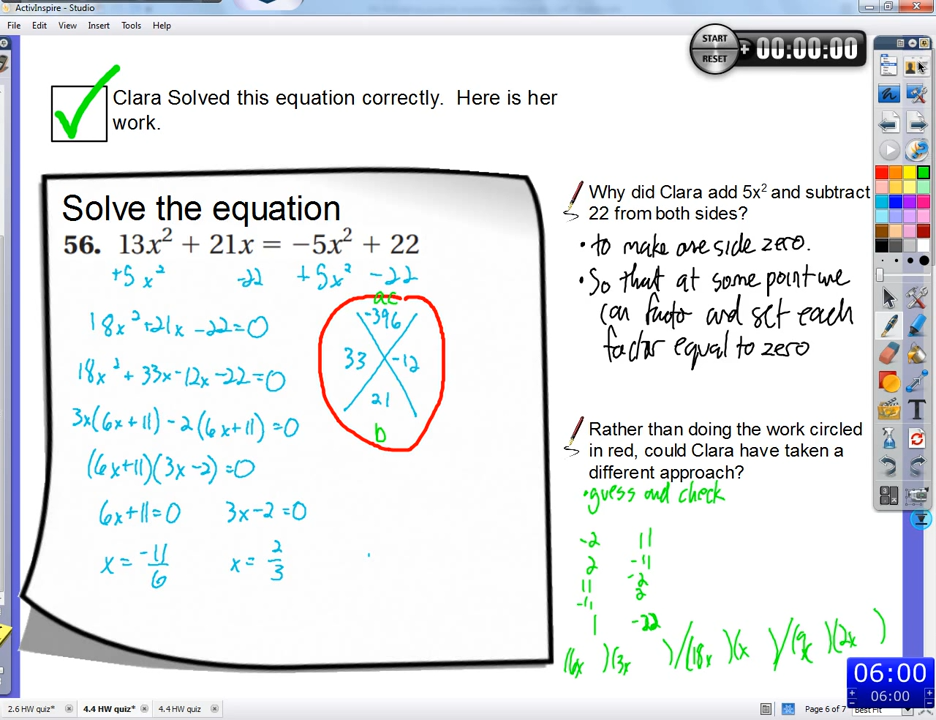 ActivInspire - Studio
File Edit View Insert Tools Help
START
RESET
00:00:00
Clara Solved this equation correctly. Here is her
work.
Solve the equation
56. 13x² + 21x = −5x² + 22
+5x² -22 +5x² -22
18x² +21x -22=0
18x² + 33x -12x -22=0
3x(6x+11) -2(6x+11)=0
(6x+11)(3x-2)=0
6x+11=0 3x-2=0
x= -11/6 x= 2/3
ac
-396
33 -12
21
b
Why did Clara add 5x² and subtract
22 from both sides?
• to make one side zero.
• So that at some point we
can factor and set each
factor equal to zero
Rather than doing the work circled
in red, could Clara have taken a
different approach?
• guess and check
-2 11
2 -11
11 -2
-11 2
1 -22
(6x )(3x )/(18x )(x )/(9x )(2x )
06:00
06:00
2.6 HW quiz* 4.4 HW quiz* 4.4 HW quiz
Page 6 of 7 Best Fit